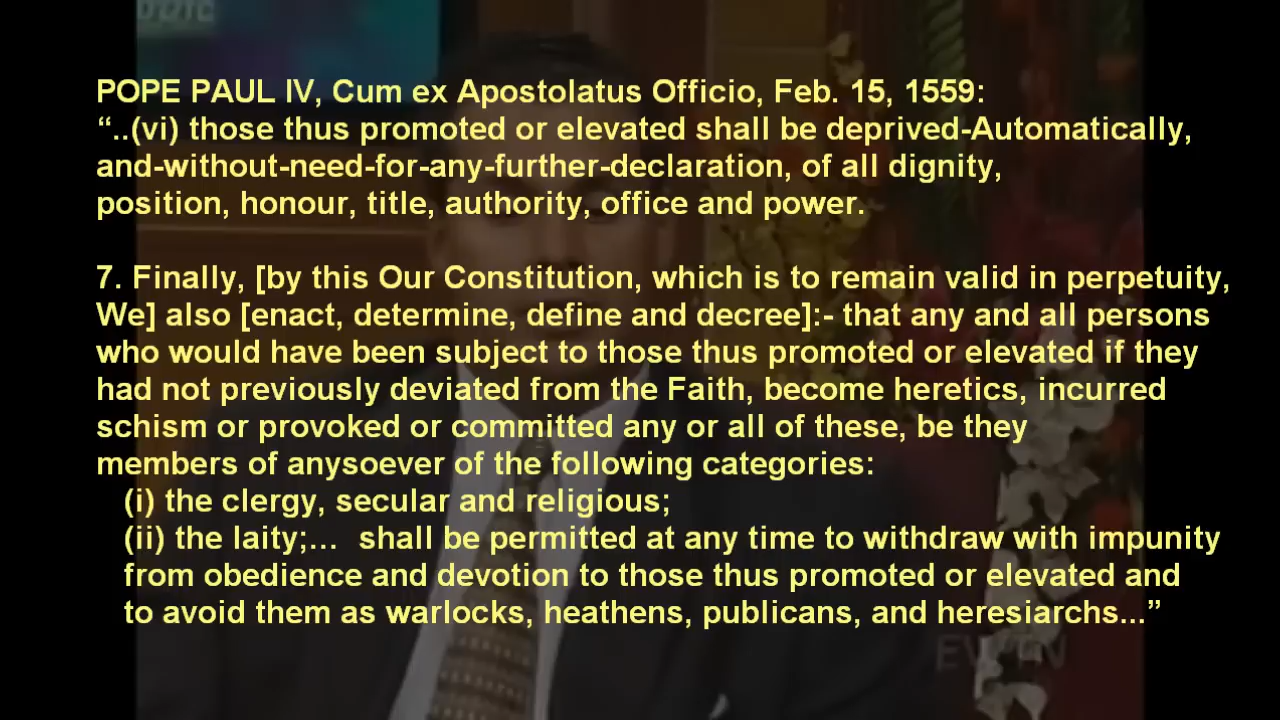 POPE PAUL IV, Cum ex Apostolatus Officio, Feb. 15, 1559:
“..(vi) those thus promoted or elevated shall be deprived-Automatically,
and-without-need-for-any-further-declaration, of all dignity,
position, honour, title, authority, office and power.
7. Finally, [by this Our Constitution, which is to remain valid in perpetuity,
We] also [enact, determine, define and decree]:- that any and all persons
who would have been subject to those thus promoted or elevated if they
had not previously deviated from the Faith, become heretics, incurred
schism or provoked or committed any or all of these, be they
members of anysoever of the following categories:
(i) the clergy, secular and religious;
(ii) the laity;... shall be permitted at any time to withdraw with impunity
from obedience and devotion to those thus promoted or elevated and
to avoid them as warlocks, heathens, publicans, and heresiarchs...”
EWTN